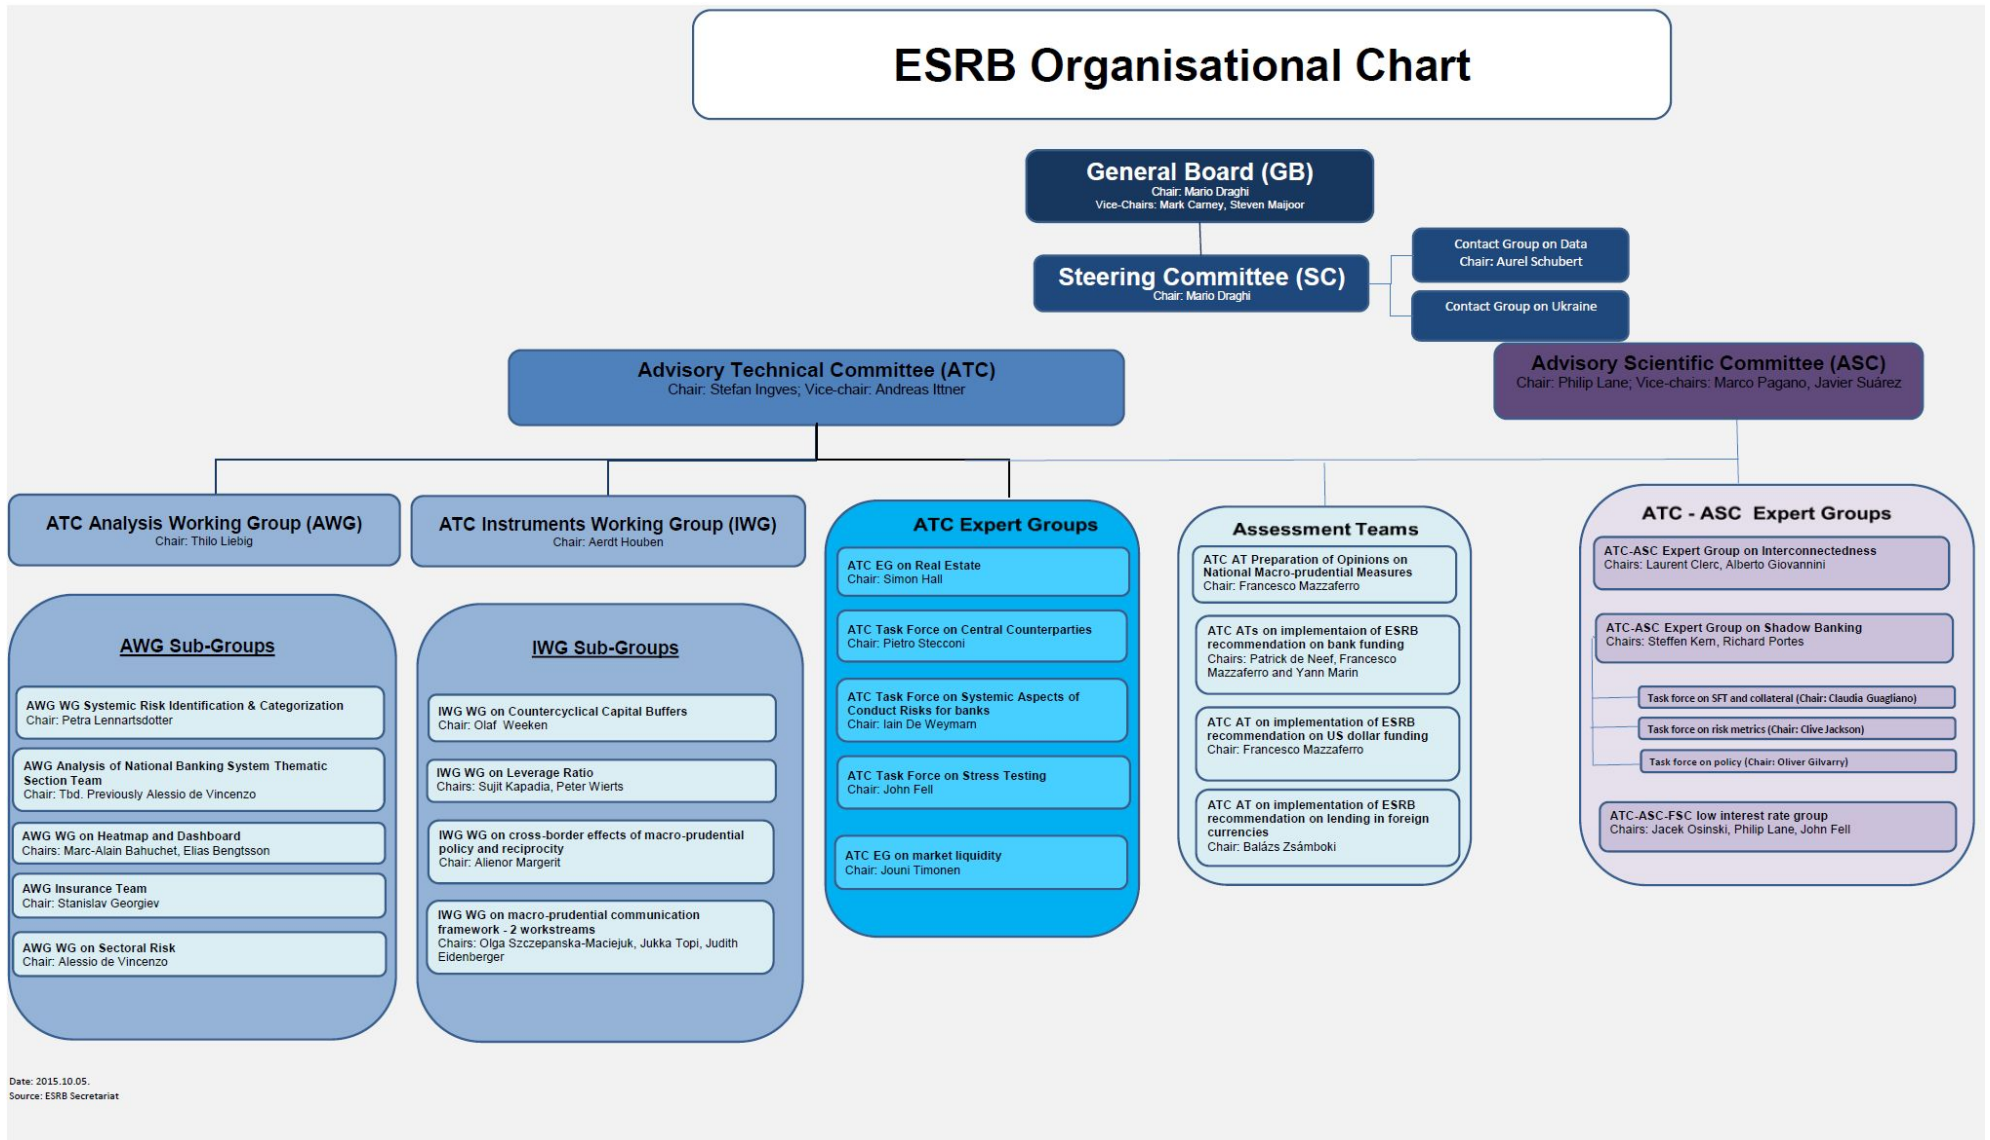 ESRB Organisational Chart
General Board (GB)
Chair: Mario Draghi
Vice-Chairs: Mark Carney, Steven Maijoor
Steering Committee (SC)
Chair: Mario Draghi
Contact Group on Data
Chair: Aurel Schubert
Contact Group on Ukraine
Advisory Technical Committee (ATC)
Chair: Stefan Ingves; Vice-chair: Andreas Ittner
Advisory Scientific Committee (ASC)
Chair: Philip Lane; Vice-chairs: Marco Pagano, Javier Suárez
ATC Analysis Working Group (AWG)
Chair: Thilo Liebig
AWG Sub-Groups
AWG WG Systemic Risk Identification & Categorization
Chair: Petra Lennartsdotter
AWG Analysis of National Banking System Thematic
Section Team
Chair: Tbd. Previously Alessio de Vincenzo
AWG WG on Heatmap and Dashboard
Chairs: Marc-Alain Bahuchet, Elias Bengtsson
AWG Insurance Team
Chair: Stanislav Georgiev
AWG WG on Sectoral Risk
Chair: Alessio de Vincenzo
ATC Instruments Working Group (IWG)
Chair: Aerdt Houben
IWG Sub-Groups
IWG WG on Countercyclical Capital Buffers
Chair: Olaf Weeken
IWG WG on Leverage Ratio
Chairs: Sujit Kapadia, Peter Wierts
IWG WG on cross-border effects of macro-prudential
policy and reciprocity
Chair: Alienor Margerit
IWG WG on macro-prudential communication
framework - 2 workstreams
Chairs: Olga Szczepanska-Maciejuk, Jukka Topi, Judith
Eidenberger
ATC Expert Groups
ATC EG on Real Estate
Chair: Simon Hall
ATC Task Force on Central Counterparties
Chair: Pietro Stecconi
ATC Task Force on Systemic Aspects of
Conduct Risks for banks
Chair: Iain De Weymarn
ATC Task Force on Stress Testing
Chair: John Fell
ATC EG on market liquidity
Chair: Jouni Timonen
Assessment Teams
ATC AT Preparation of Opinions on
National Macro-prudential Measures
Chair: Francesco Mazzaferro
ATC ATs on implementaion of ESRB
recommendation on bank funding
Chairs: Patrick de Neef, Francesco
Mazzaferro and Yann Marin
ATC AT on implementation of ESRB
recommendation on US dollar funding
Chair: Francesco Mazzaferro
ATC AT on implementation of ESRB
recommendation on lending in foreign
currencies
Chair: Balázs Zsámboki
ATC - ASC Expert Groups
ATC-ASC Expert Group on Interconnectedness
Chairs: Laurent Clerc, Alberto Giovannini
ATC-ASC Expert Group on Shadow Banking
Chairs: Steffen Kern, Richard Portes
Task force on SFT and collateral (Chair: Claudia Guagliano)
Task force on risk metrics (Chair: Clive Jackson)
Task force on policy (Chair: Oliver Gilvarry)
ATC-ASC-FSC low interest rate group
Chairs: Jacek Osinski, Philip Lane, John Fell
Date: 2015.10.05.
Source: ESRB Secretariat